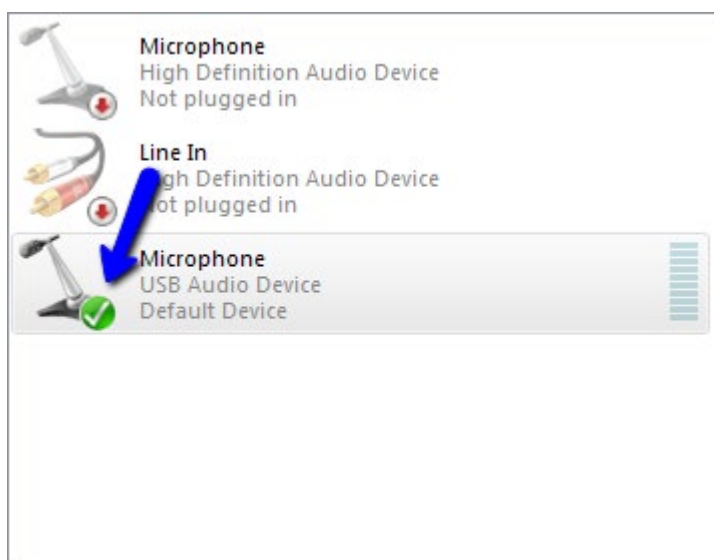 Microphone
High Definition Audio Device
Not plugged in
Line In
Definition Audio Device
plugged in
Microphone
USB Audio Device
Default Device